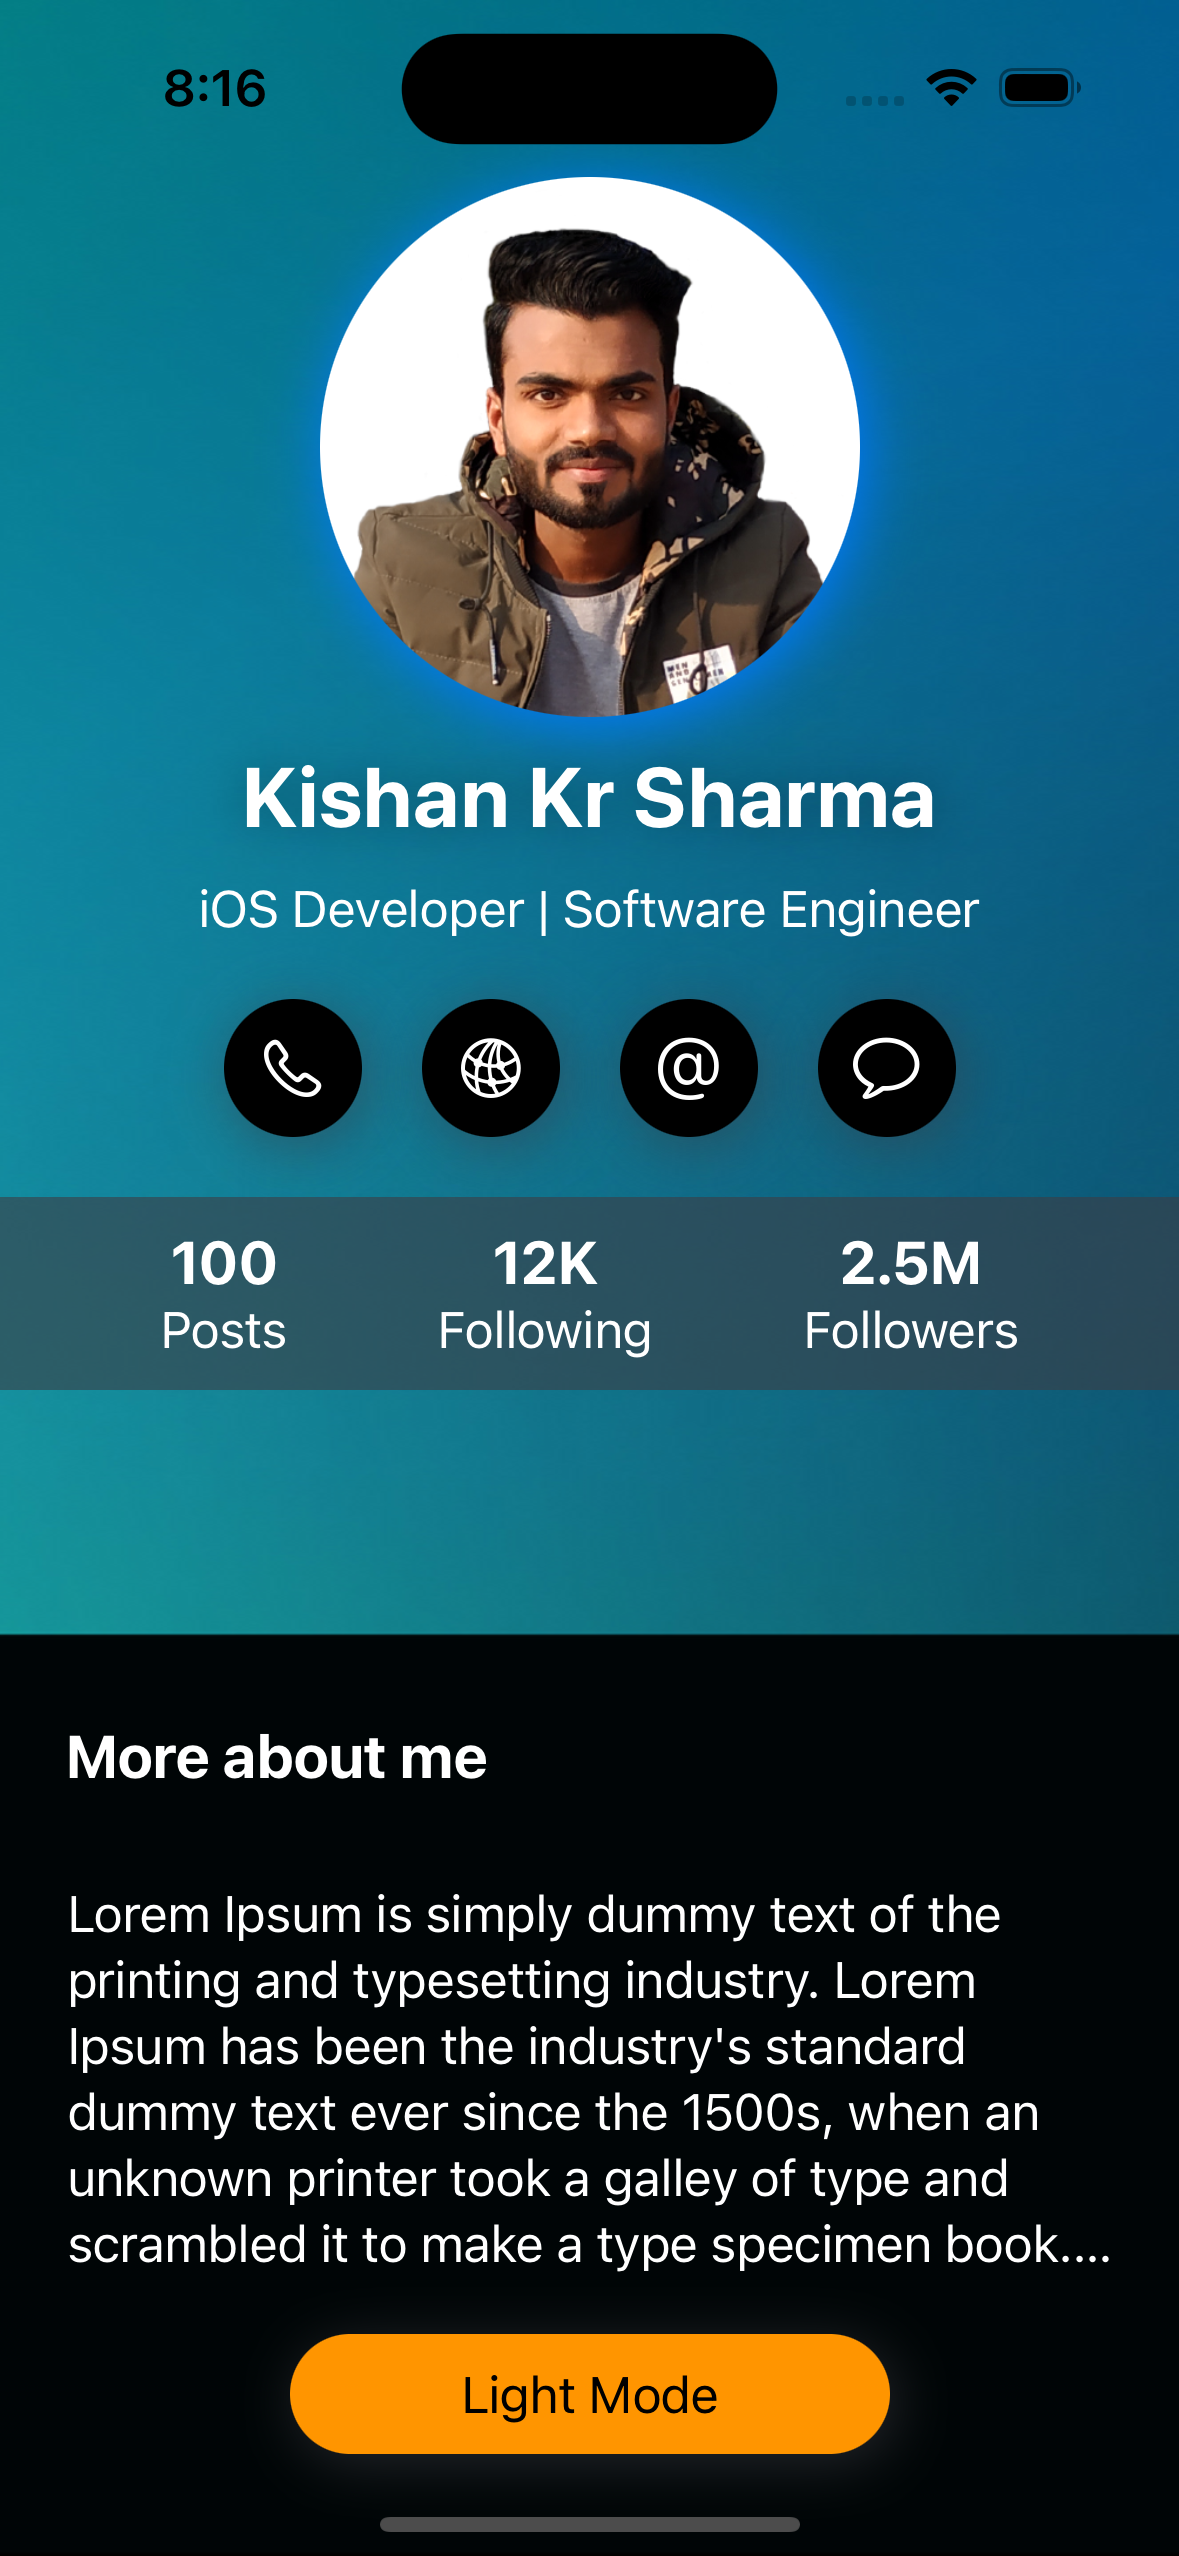 8:16
MEN
AND
Kishan Kr Sharma
iOS Developer | Software Engineer
@
100 12K 2.5M
Posts Following Followers
More about me
Lorem Ipsum is simply dummy text of the
printing and typesetting industry. Lorem
Ipsum has been the industry's standard
dummy text ever since the 1500s, when an
unknown printer took a galley of type and
scrambled it to make a type specimen book....
Light Mode